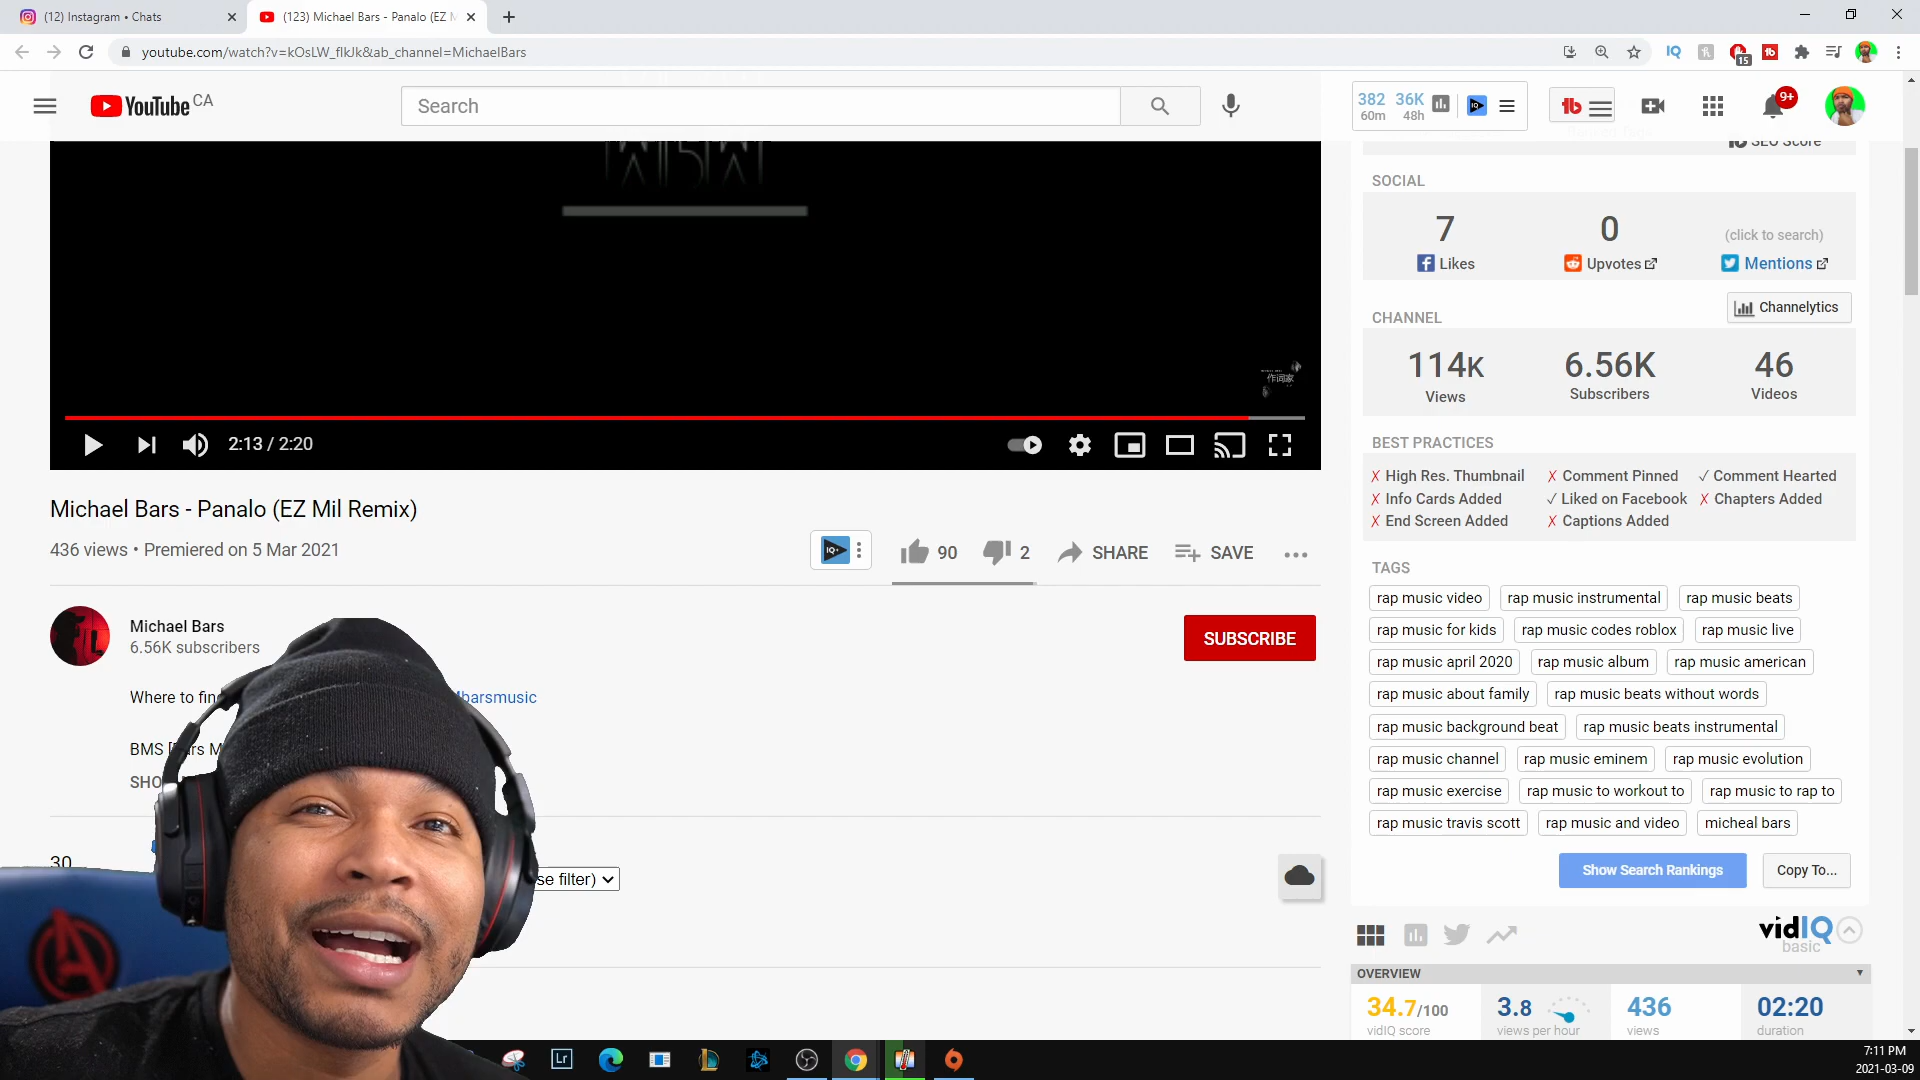 (12) Instagram • Chats
(123) Michael Bars - Panalo (EZ M
youtube.com/watch?v=kOsLW_flkJk&ab_channel=MichaelBars
15
YouTube CA
Search
382 60m
36K 48h
9+
SEO Score
SOCIAL
7 Likes
0 Upvotes
(click to search) Mentions
CHANNEL
Channelytics
114K Views
6.56K Subscribers
46 Videos
作词家
2:13 / 2:20
BEST PRACTICES
✗ High Res. Thumbnail ✗ Comment Pinned ✓ Comment Hearted
✗ Info Cards Added ✓ Liked on Facebook ✗ Chapters Added
✗ End Screen Added ✗ Captions Added
Michael Bars - Panalo (EZ Mil Remix)
436 views • Premiered on 5 Mar 2021
IQ
90
2
SHARE
SAVE
Michael Bars
6.56K subscribers
SUBSCRIBE
Where to fin
barsmusic
BMS
SHO
30
se filter)
TAGS
rap music video rap music instrumental rap music beats
rap music for kids rap music codes roblox rap music live
rap music april 2020 rap music album rap music american
rap music about family rap music beats without words
rap music background beat rap music beats instrumental
rap music channel rap music eminem rap music evolution
rap music exercise rap music to workout to rap music to rap to
rap music travis scott rap music and video micheal bars
Show Search Rankings Copy To...
vidIQ
basic
OVERVIEW
34.7/100 3.8 436 02:20
vidIQ score views per hour views duration
Lr
7:11 PM
2021-03-09